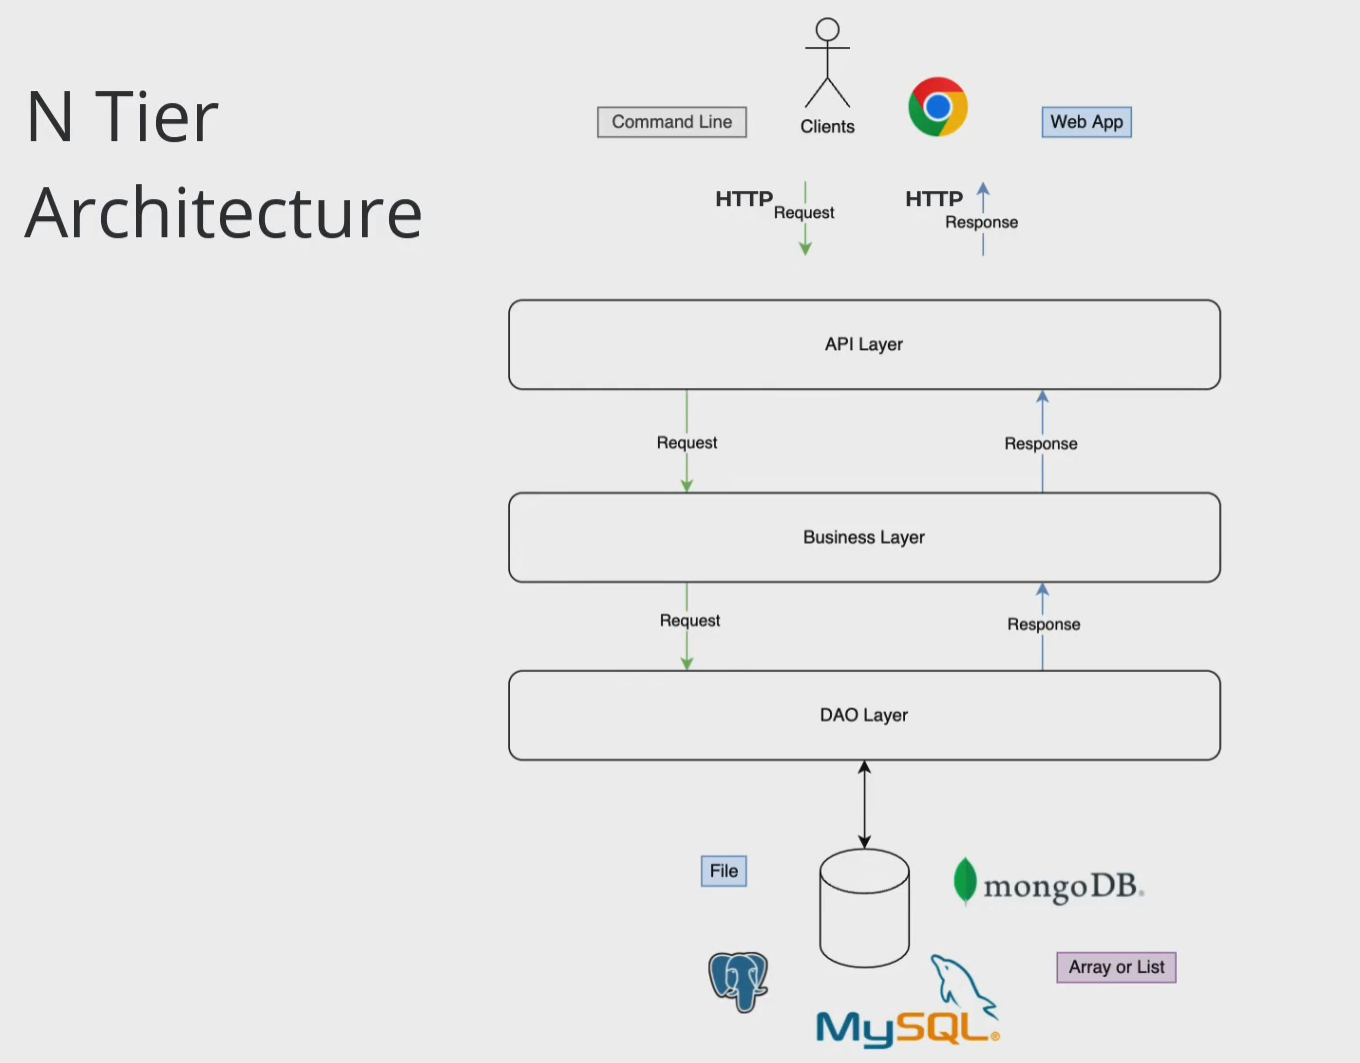 N Tier
Architecture
Command Line
Clients
Web App
HTTP
Request
HTTP
Response
API Layer
Request
Response
Business Layer
Request
Response
DAO Layer
File
mongoDB®
Array or List
MySQL®